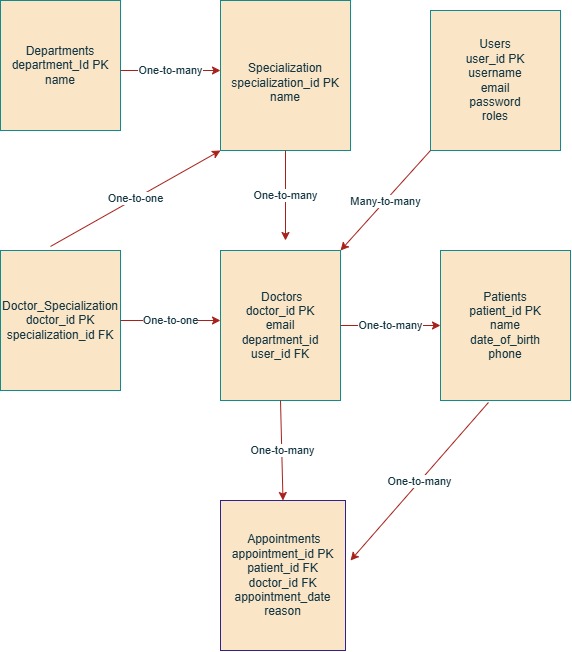 Departments
department_Id PK
name
One-to-many
Specialization
specialization_id PK
name
Users
user_id PK
username
email
password
roles
One-to-one
One-to-many
Many-to-many
Doctor_Specialization
doctor_id PK
specialization_id FK
One-to-one
Doctors
doctor_id PK
email
department_id
user_id FK
One-to-many
Patients
patient_id PK
name
date_of_birth
phone
One-to-many
One-to-many
Appointments
appointment_id PK
patient_id FK
doctor_id FK
appointment_date
reason